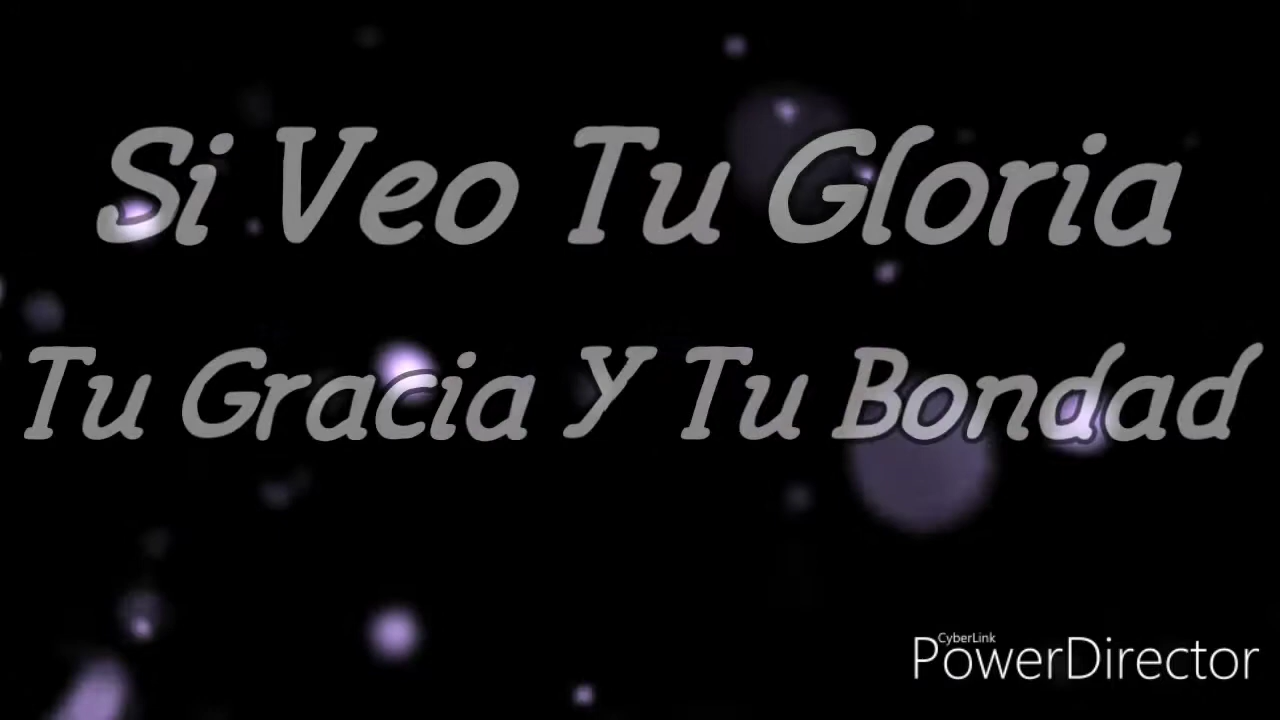 Si Veo Tu Gloria
Tu Gracia Y Tu Bondad
CyberLink
PowerDirector